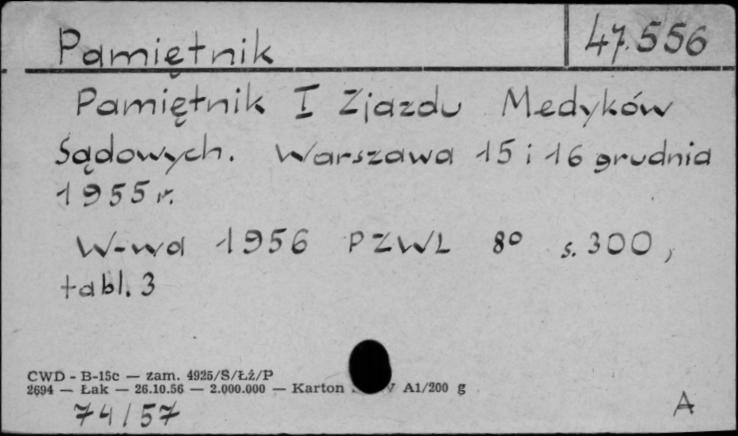 Pamiętnik
47.556
Pamiętnik I Zjazdu Medyków
Sądowych. Warszawa 15 i 16 grudnia
1955 r.
W-wa 1956 PZWL 8° s. 300,
tabl. 3
CWD - B-15c — zam. 4925/S/Łź/P
2694 — Łak — 26.10.56 — 2.000.000 — Karton V A1/200 g
74/57
A